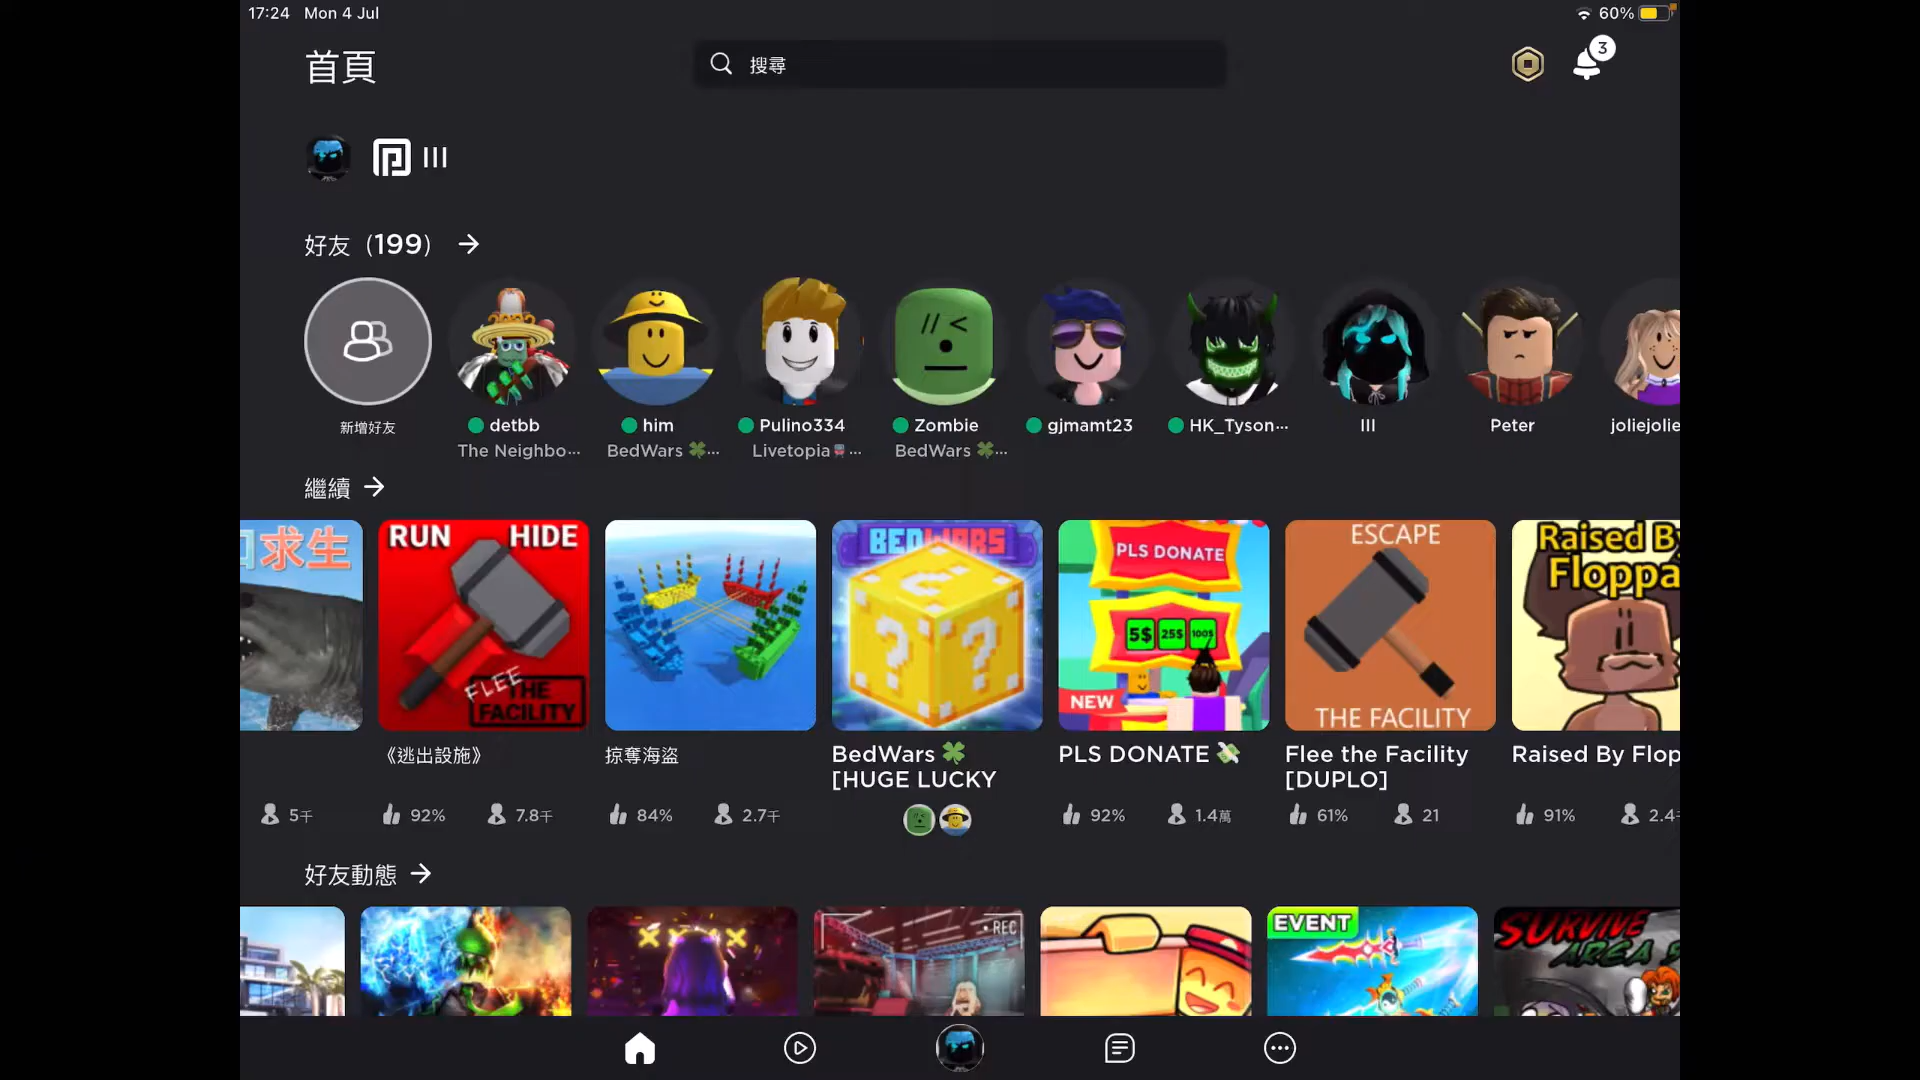 17:24 Mon 4 Jul
60%
首頁
搜尋
3
III
好友（199）
新增好友
detbb
The Neighbo...
him
BedWars 🍀...
Pulino334
Livetopia...
Zombie
BedWars 🍀...
gjmamt23
HK_Tyson...
III
Peter
joliejolie
繼續
求生
RUN HIDE
FLEE THE FACILITY
BEDWARS
PLS DONATE
5$ 25$ 100$
NEW
ESCAPE
THE FACILITY
Raised By
Floppa
《逃出設施》
掠奪海盜
BedWars 🍀
[HUGE LUCKY
PLS DONATE 💸
Flee the Facility
[DUPLO]
Raised By Flop
5千
92% 7.8千
84% 2.7千
92% 1.4萬
61% 21
91% 2.4
好友動態
REC
EVENT
SURVIVE
AREA 5